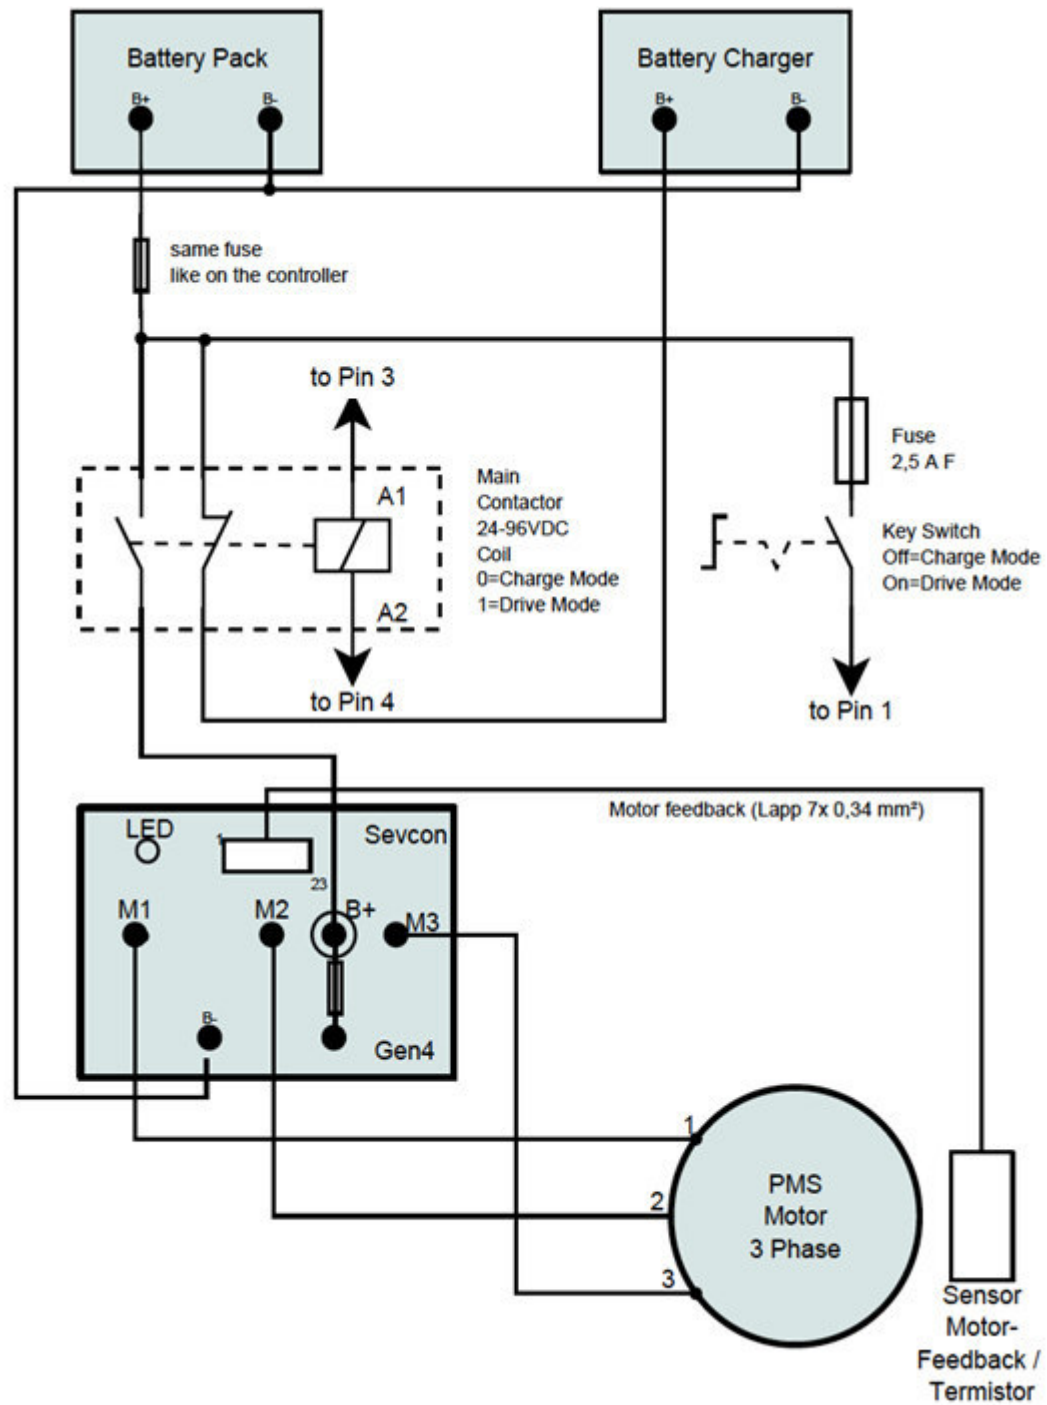 Battery Pack
B+
B-
Battery Charger
B+
B-
same fuse
like on the controller
to Pin 3
A1
A2
to Pin 4
Main
Contactor
24-96VDC
Coil
0=Charge Mode
1=Drive Mode
Fuse
2,5 A F
Key Switch
Off=Charge Mode
On=Drive Mode
to Pin 1
Motor feedback (Lapp 7x 0,34 mm²)
LED
1
23
Sevcon
M1
M2
B+
M3
B-
Gen4
1
2
3
PMS
Motor
3 Phase
Sensor
Motor-
Feedback /
Termistor